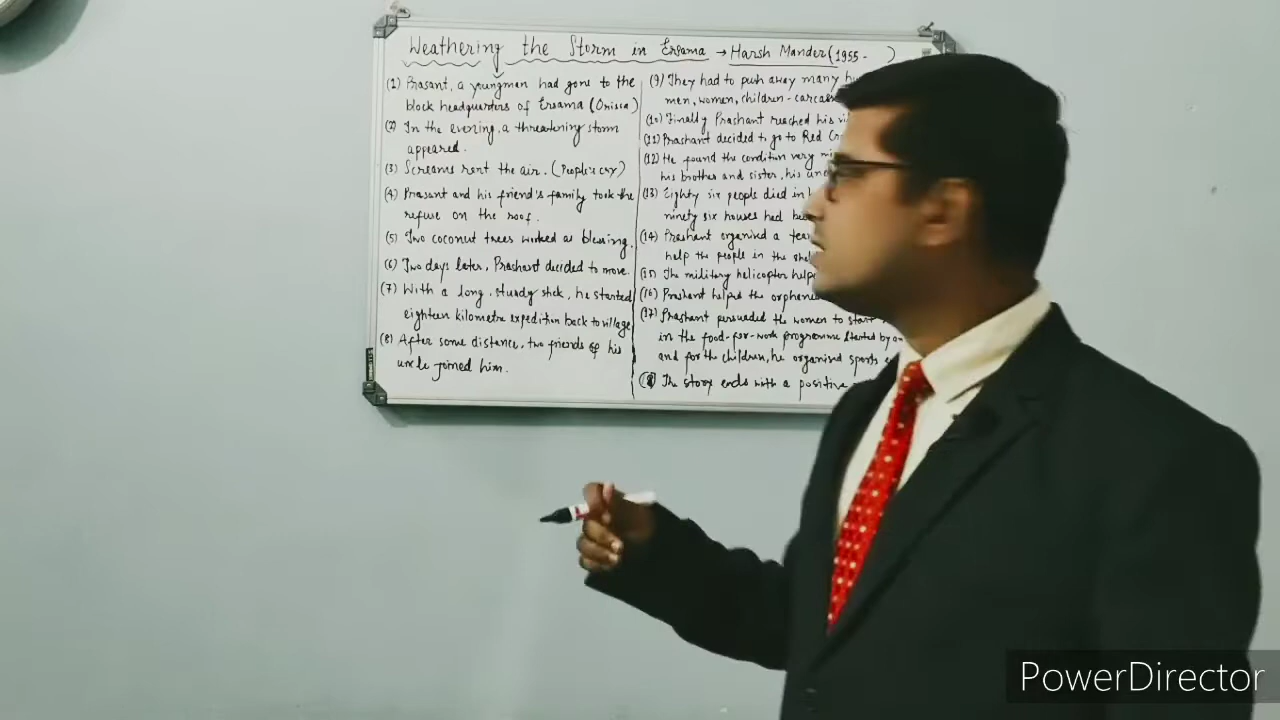 Weathering the Storm in Ersama → Harsh Mander (1955 - )
(1) Prasant, a youngman had gone to the
block headquarters of Ersama (Orissa)
(2) In the evening, a threatening storm
appeared.
(3) Screams rent the air. (People's cry)
(4) Prasant and his friend's family took the
refuse on the roof.
(5) Two coconut trees worked as blessing.
(6) Two days later, Prashant decided to move.
(7) With a long, sturdy stick, he started
eighteen kilometre expedition back to village
(8) After some distance, two friends of his
uncle joined him.
(9) They had to push away many
men, women, children - carcass
(10) Finally Prashant reached his
(11) Prashant decided to go to Red
(12) He found the condition very
his brother and sister, his
(13) Eighty six people died in
ninety six houses had
(14) Prashant organised a
help the people in the
(15) The military helicopter
(16) Prashant helped the
(17) Prashant persuaded the women to start
in the food-for-work programme started by
and for the children, he organised sports
(18) The story ends with a positive
PowerDirector